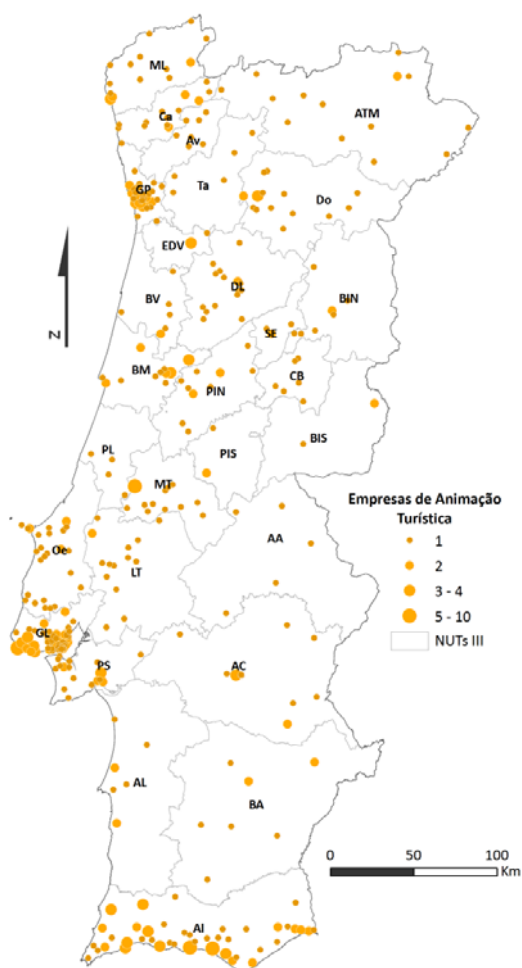 ML
ATM
Ca
Av
GP
Ta
Do
EDV
DL
BV
BIN
SE
BM
PIN
CB
PL
PIS
BIS
MT
Oe
LT
AA
GL
PS
AC
AL
BA
Al
N
Empresas de Animação
Turística
1
2
3 - 4
5 - 10
NUTs III
0 50 100
Km